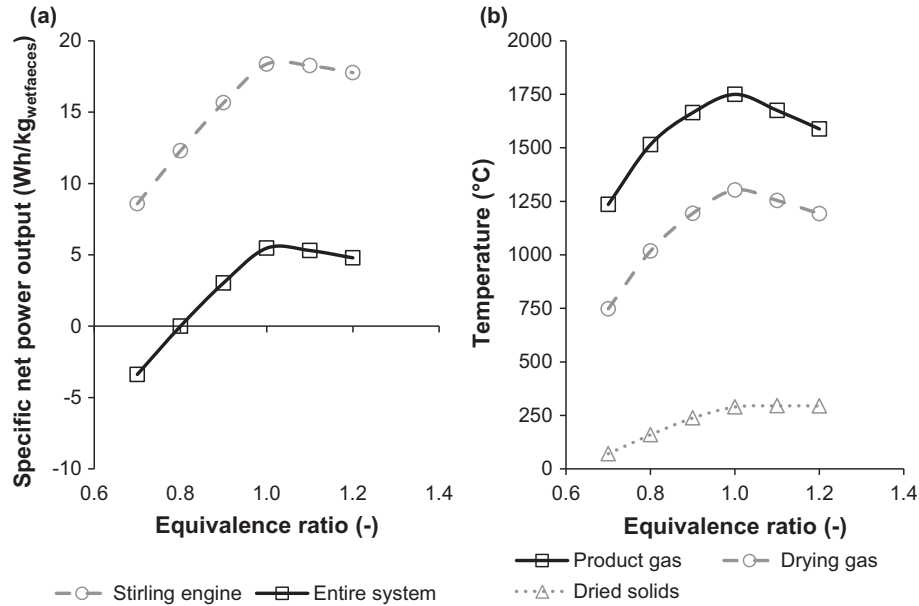 (a)
20
15
10
5
0
-5
-10
0.6 0.8 1.0 1.2 1.4
Specific net power output (Wh/kgwetfaeces)
Equivalence ratio (-)
Stirling engine Entire system
(b)
2000
1750
1500
1250
1000
750
500
250
0
0.6 0.8 1.0 1.2 1.4
Temperature (°C)
Equivalence ratio (-)
Product gas Drying gas
Dried solids